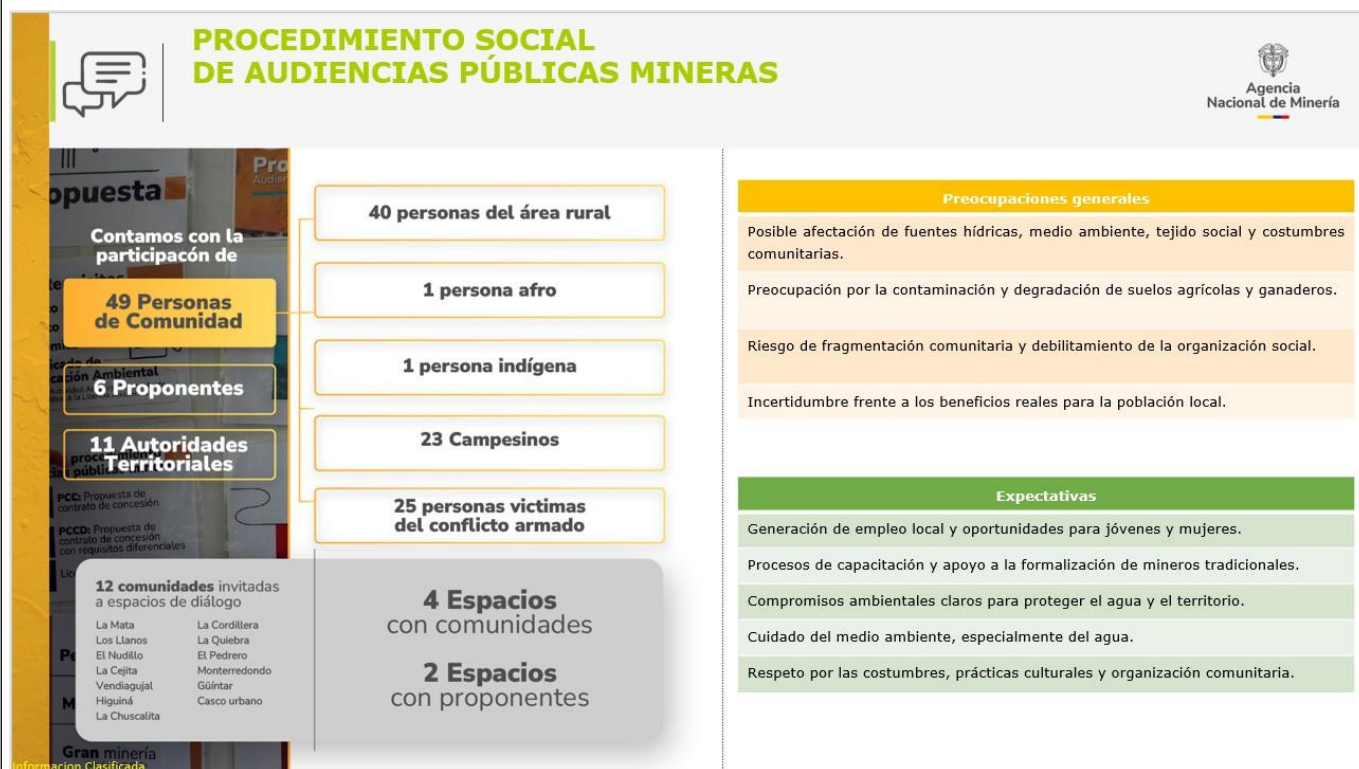 PROCEDIMIENTO SOCIAL
DE AUDIENCIAS PÚBLICAS MINERAS
Agencia
Nacional de Minería
opuesta
Pro
Contamos con la
participacón de
49 Personas
de Comunidad
6 Proponentes
11 Autoridades
Territoriales
40 personas del área rural
1 persona afro
1 persona indígena
23 Campesinos
25 personas victimas
del conflicto armado
PCC: Propuesta de
contrato de concesión
PCCD: Propuesta de
contrato de concesión
con requisitos diferenciales
12 comunidades invitadas
a espacios de diálogo
La Mata
Los Llanos
El Nudillo
La Cejita
Vendiagujal
Higuiná
La Chuscalita
La Cordillera
La Quiebra
El Pedrero
Monterredondo
Güíntar
Casco urbano
4 Espacios
con comunidades
2 Espacios
con proponentes
Gran minería
Informacion Clasificada
Preocupaciones generales
Posible afectación de fuentes hídricas, medio ambiente, tejido social y costumbres
comunitarias.
Preocupación por la contaminación y degradación de suelos agrícolas y ganaderos.
Riesgo de fragmentación comunitaria y debilitamiento de la organización social.
Incertidumbre frente a los beneficios reales para la población local.
Expectativas
Generación de empleo local y oportunidades para jóvenes y mujeres.
Procesos de capacitación y apoyo a la formalización de mineros tradicionales.
Compromisos ambientales claros para proteger el agua y el territorio.
Cuidado del medio ambiente, especialmente del agua.
Respeto por las costumbres, prácticas culturales y organización comunitaria.